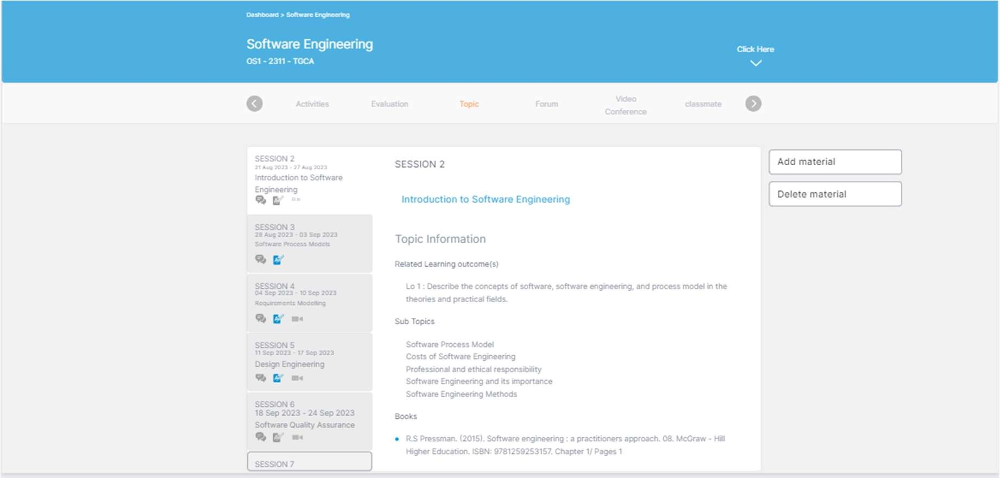 Dashboard > Software Engineering
Software Engineering
OS1 - 2311 - TGCA
Click Here
Activities
Evaluation
Topic
Forum
Video
Conference
classmate
SESSION 2
21 Aug 2023 - 27 Aug 2023
Introduction to Software
Engineering
SESSION 3
28 Aug 2023 - 03 Sep 2023
Software Process Models
SESSION 4
04 Sep 2023 - 10 Sep 2023
Requirements Modelling
SESSION 5
11 Sep 2023 - 17 Sep 2023
Design Engineering
SESSION 6
18 Sep 2023 - 24 Sep 2023
Software Quality Assurance
SESSION 7
SESSION 2
Introduction to Software Engineering
Topic Information
Related Learning outcome(s)
Lo 1 : Describe the concepts of software, software engineering, and process model in the
theories and practical fields.
Sub Topics
Software Process Model
Costs of Software Engineering
Professional and ethical responsibility
Software Engineering and its importance
Software Engineering Methods
Books
R.S Pressman. (2015). Software engineering : a practitioners approach. 08. McGraw - Hill
Higher Education. ISBN: 9781259253157. Chapter 1/ Pages 1
Add material
Delete material